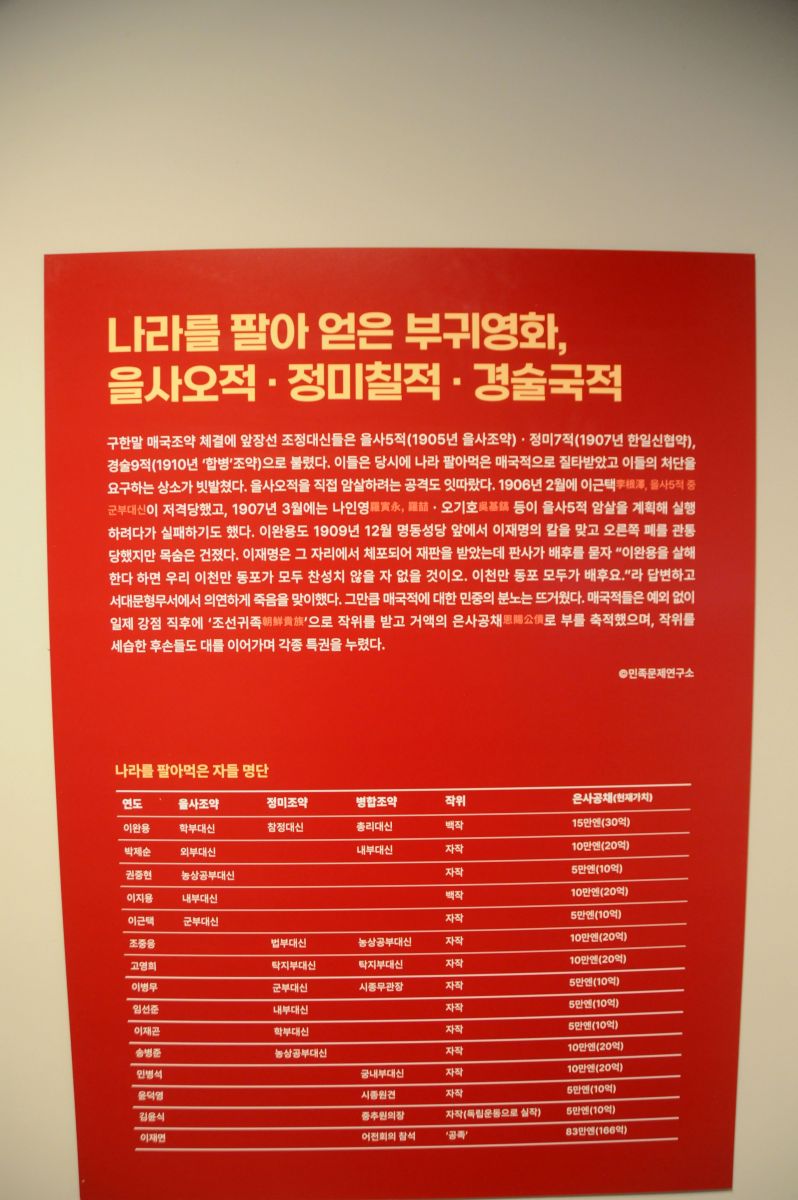 나라를 팔아 얻은 부귀영화,
을사오적 · 정미칠적 · 경술국적
구한말 매국조약 체결에 앞장선 조정대신들은 을사5적(1905년 을사조약) · 정미7적(1907년 한일신협약),
경술9적(1910년 '합병'조약)으로 불렸다. 이들은 당시에 나라 팔아먹은 매국적으로 질타받았고 이들의 처단을
요구하는 상소가 빗발쳤다. 을사오적을 직접 암살하려는 공격도 잇따랐다. 1906년 2월에 이근택李根澤, 을사5적 중
군부대신이 저격당했고, 1907년 3월에는 나인영羅寅永, 羅喆 · 오기호吳基鎬 등이 을사5적 암살을 계획해 실행
하려다가 실패하기도 했다. 이완용도 1909년 12월 명동성당 앞에서 이재명의 칼을 맞고 오른쪽 폐를 관통
당했지만 목숨은 건졌다. 이재명은 그 자리에서 체포되어 재판을 받았는데 판사가 배후를 묻자 "이완용을 살해
한다 하면 우리 이천만 동포가 모두 찬성치 않을 자 없을 것이오. 이천만 동포 모두가 배후요."라 답변하고
서대문형무서에서 의연하게 죽음을 맞이했다. 그만큼 매국적에 대한 민중의 분노는 뜨거웠다. 매국적들은 예외 없이
일제 강점 직후에 '조선귀족朝鮮貴族'으로 작위를 받고 거액의 은사공채恩賜公債로 부를 축적했으며, 작위를
세습한 후손들도 대를 이어가며 각종 특권을 누렸다.
©민족문제연구소
나라를 팔아먹은 자들 명단
연도 을사조약 정미조약 병합조약 작위 은사공채(현재가치)
이완용 학부대신 참정대신 총리대신 백작 15만엔(30억)
박제순 외부대신 내부대신 자작 10만엔(20억)
권중현 농상공부대신 자작 5만엔(10억)
이지용 내부대신 백작 10만엔(20억)
이근택 군부대신 자작 5만엔(10억)
조중응 법부대신 농상공부대신 자작 10만엔(20억)
고영희 탁지부대신 탁지부대신 자작 10만엔(20억)
이병무 군부대신 시종무관장 자작 5만엔(10억)
임선준 내부대신 자작 5만엔(10억)
이재곤 학부대신 자작 5만엔(10억)
송병준 농상공부대신 자작 10만엔(20억)
민병석 궁내부대신 자작 10만엔(20억)
윤덕영 시종원경 자작 5만엔(10억)
김윤식 중추원의장 자작(독립운동으로 실작) 5만엔(10억)
이재면 어전회의 참석 '공족' 83만엔(166억)